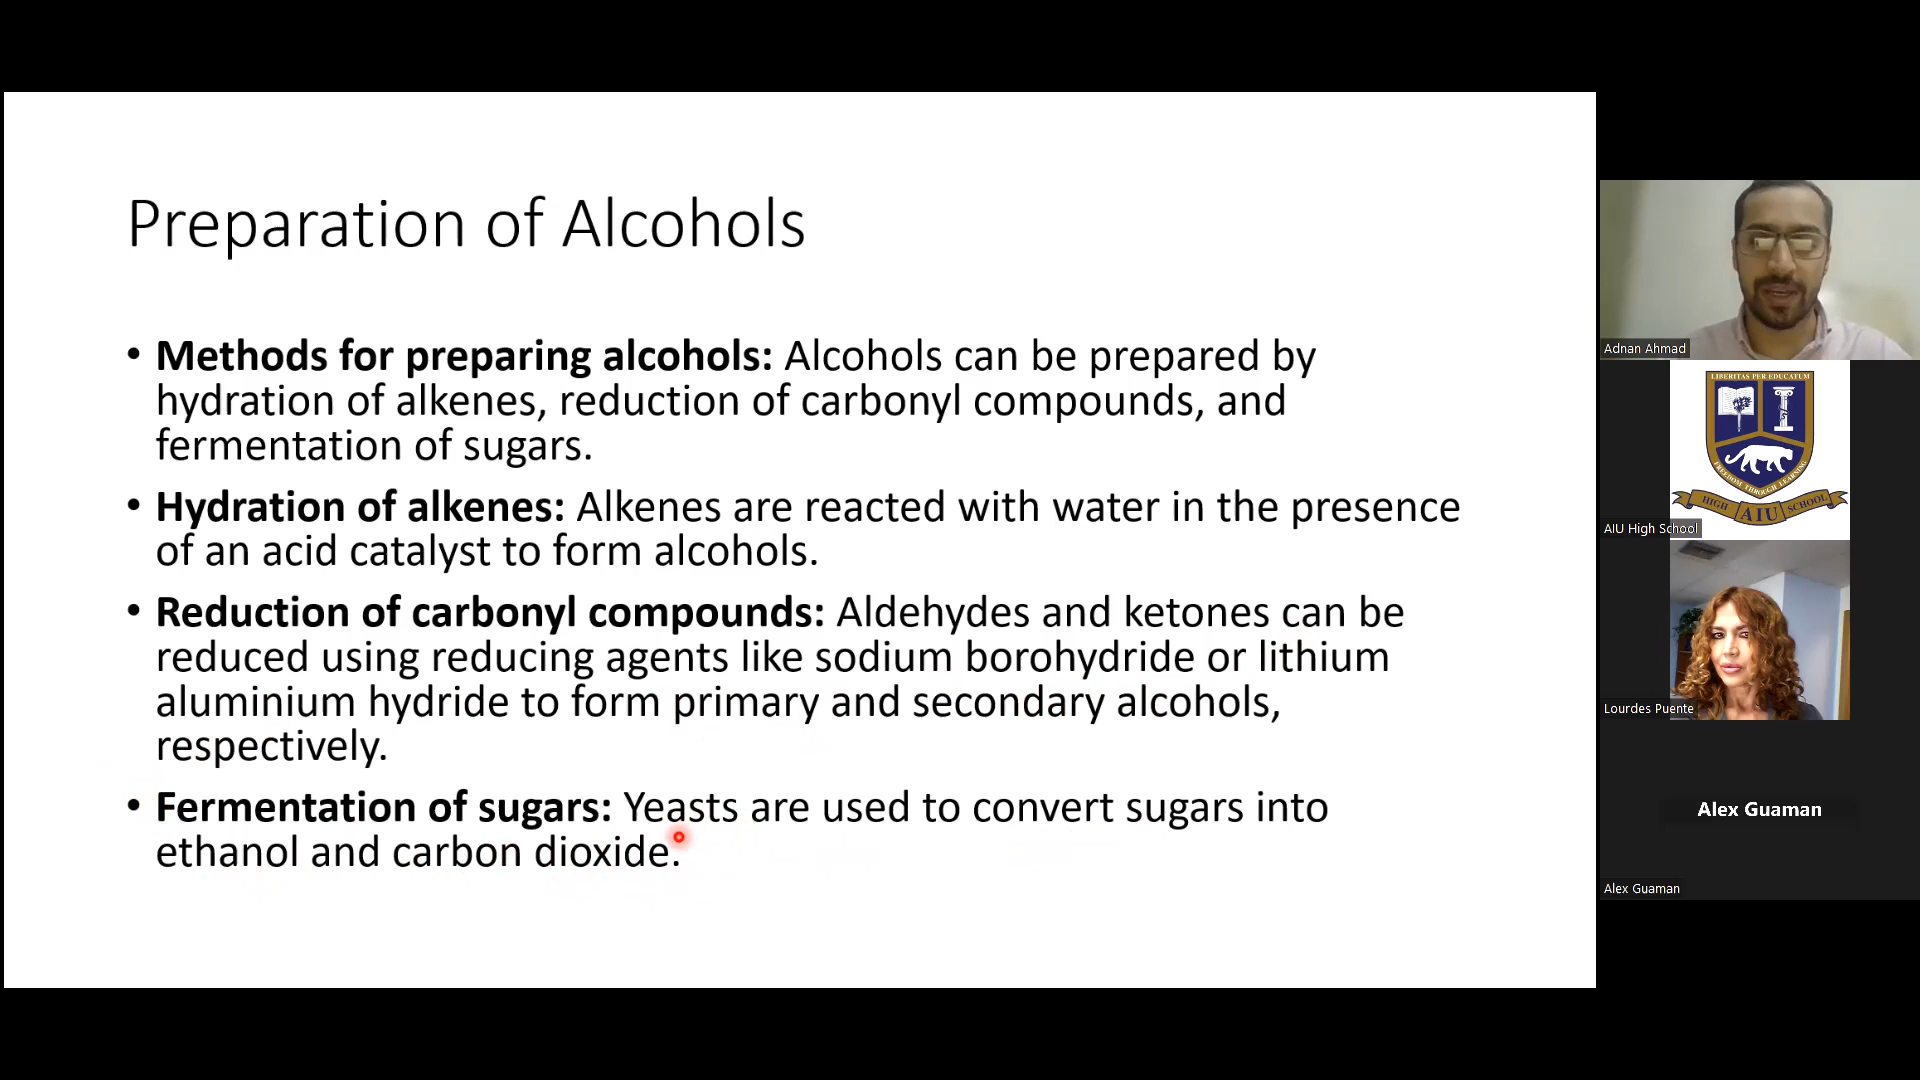 Preparation of Alcohols
• Methods for preparing alcohols: Alcohols can be prepared by
hydration of alkenes, reduction of carbonyl compounds, and
fermentation of sugars.
• Hydration of alkenes: Alkenes are reacted with water in the presence
of an acid catalyst to form alcohols.
• Reduction of carbonyl compounds: Aldehydes and ketones can be
reduced using reducing agents like sodium borohydride or lithium
aluminium hydride to form primary and secondary alcohols,
respectively.
• Fermentation of sugars: Yeasts are used to convert sugars into
ethanol and carbon dioxide.
Adnan Ahmad
LIBERITAS PER EDUCATUM
FREEDOM THROUGH LEARNING
HIGH AIU SCHOOL
AIU High School
Lourdes Puente
Alex Guaman
Alex Guaman